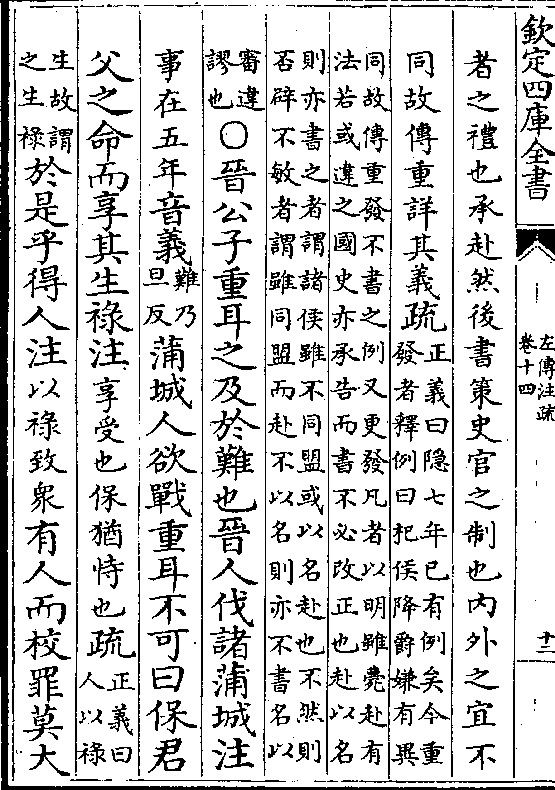 欽定四庫全書
左傳注疏
卷十四
十二
者之禮也承赴然後書策史官之制也内外之宜不
同故傳重詳其義疏正義曰隱七年已有例矣今重
發者釋例曰杞侯降爵嫌有異
同故傳重發不書之例又更發凡者以明雖薨赴有
法若或違之國史亦承告而書不必改正也赴以名
則亦書之者謂諸侯雖不同盟或以名赴也不然則
否辟不敏者謂雖同盟而赴不以名則亦不書名以
審違
謬也〇晉公子重耳之及於難也晉人伐諸蒲城注
事在五年音義難乃
旦反蒲城人欲戰重耳不可曰保君
父之命而享其生祿注享受也保猶恃也疏正義曰
人以祿
生故謂
之生祿於是乎得人注以祿致衆有人而校罪莫大